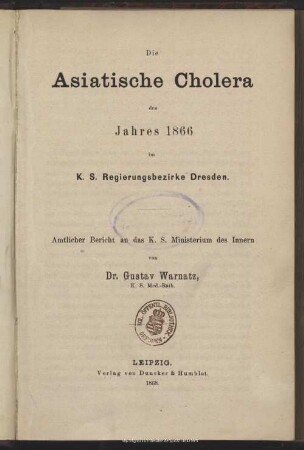 Die
Asiatische Cholera
des
Jahres 1866
im
K. S. Regierungsbezirke Dresden.
Amtlicher Bericht an das K. S. Ministerium des Innern
von
Dr. Gustav Warnatz,
K. S. Med.-Rath.
LEIPZIG,
Verlag von Duncker & Humblot.
1868.